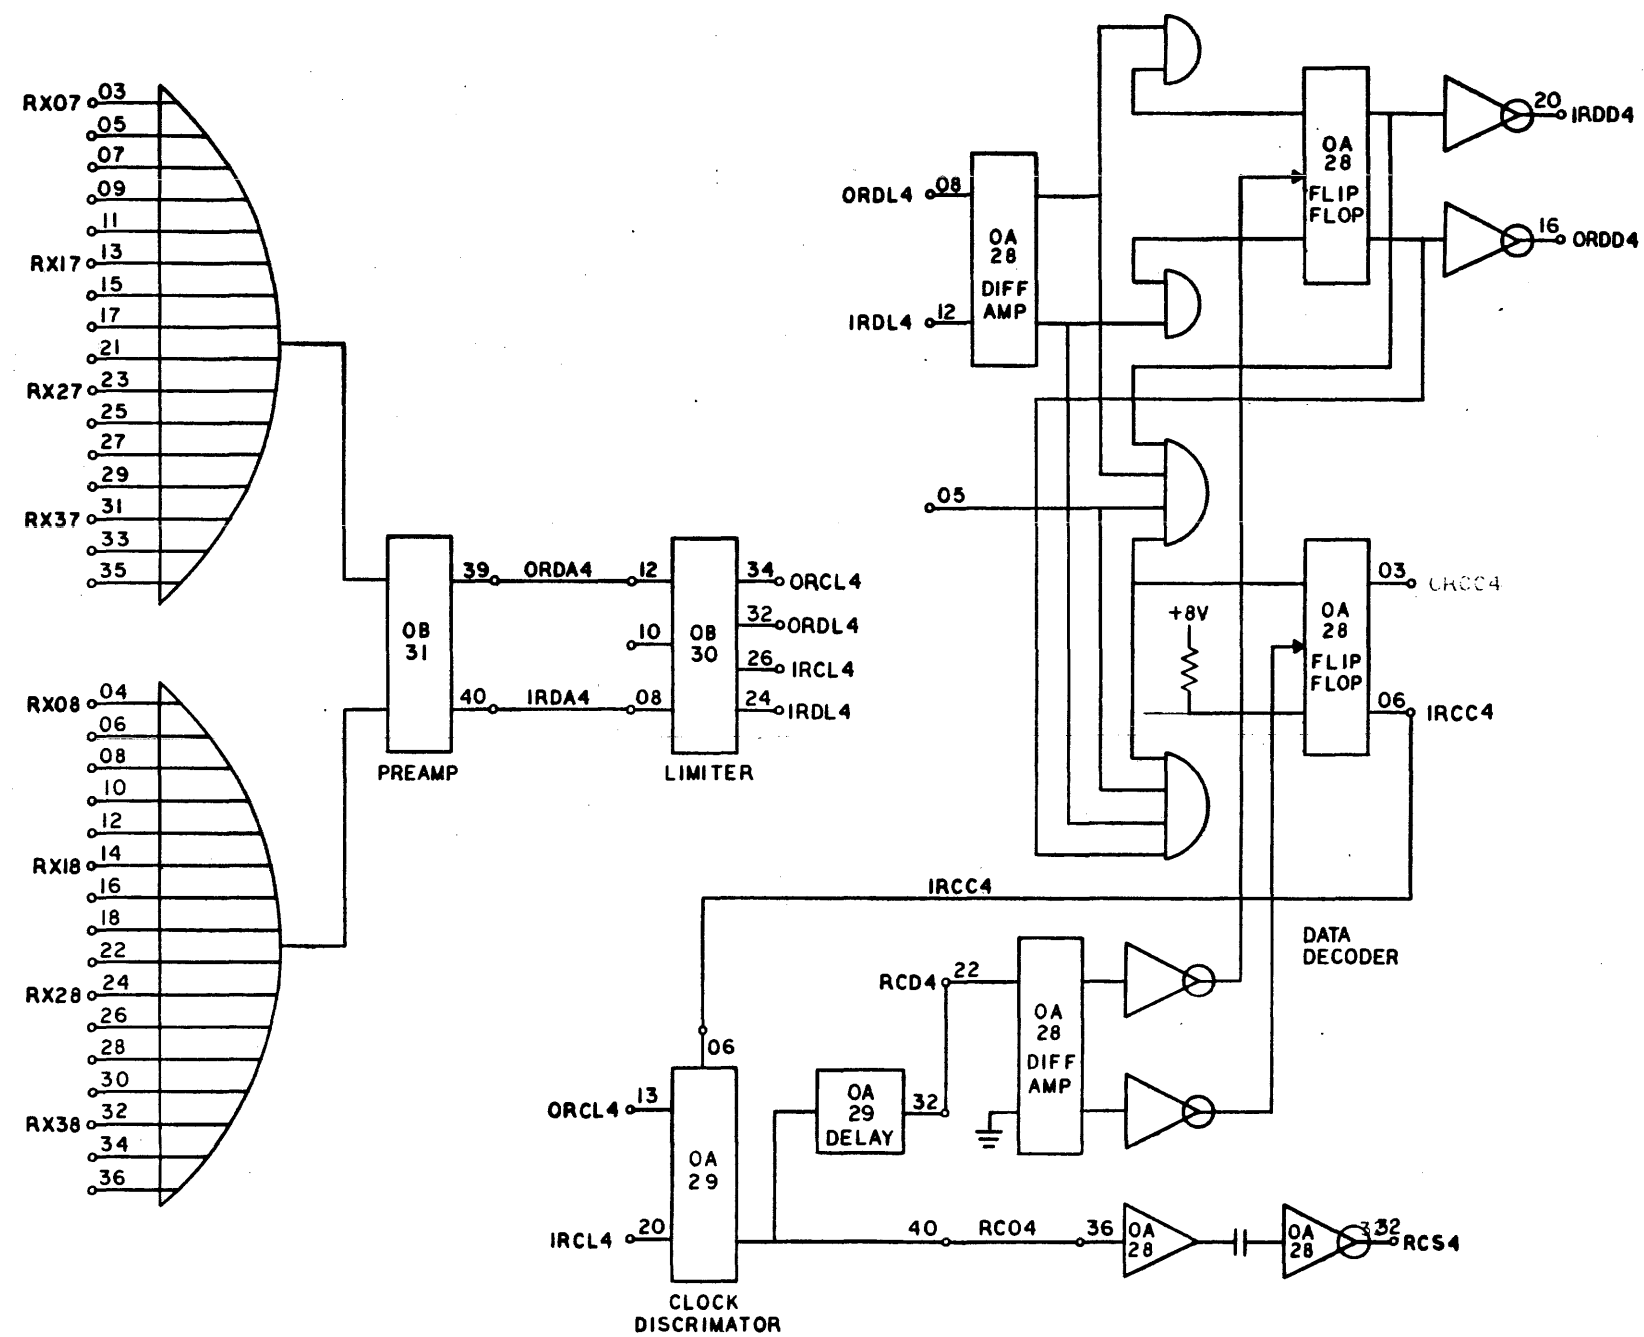 RX07 03
05
07
09
11
RX17 13
15
17
21
RX27 23
25
27
29
RX37 31
33
35
RX08 04
06
08
10
12
RX18 14
16
18
22
RX28 24
26
28
30
RX38 32
34
36
OB
31
PREAMP
39 ORDA4 12
10
40 IRDA4 08
OB
30
LIMITER
34 ORCL4
32 ORDL4
26 IRCL4
24 IRDL4
ORDL4 08
IRDL4 12
OA
28
DIFF
AMP
05
OA
28
FLIP
FLOP
20 IRDD4
16 ORDD4
+8V
OA
28
FLIP
FLOP
03 ORCC4
06 IRCC4
IRCC4
DATA
DECODER
06
ORCL4 13
IRCL4 20
OA
29
CLOCK
DISCRIMATOR
OA
29
DELAY
32
RCD4 22
OA
28
DIFF
AMP
40 RCO4 36
OA
28
OA
28
32 RCS4